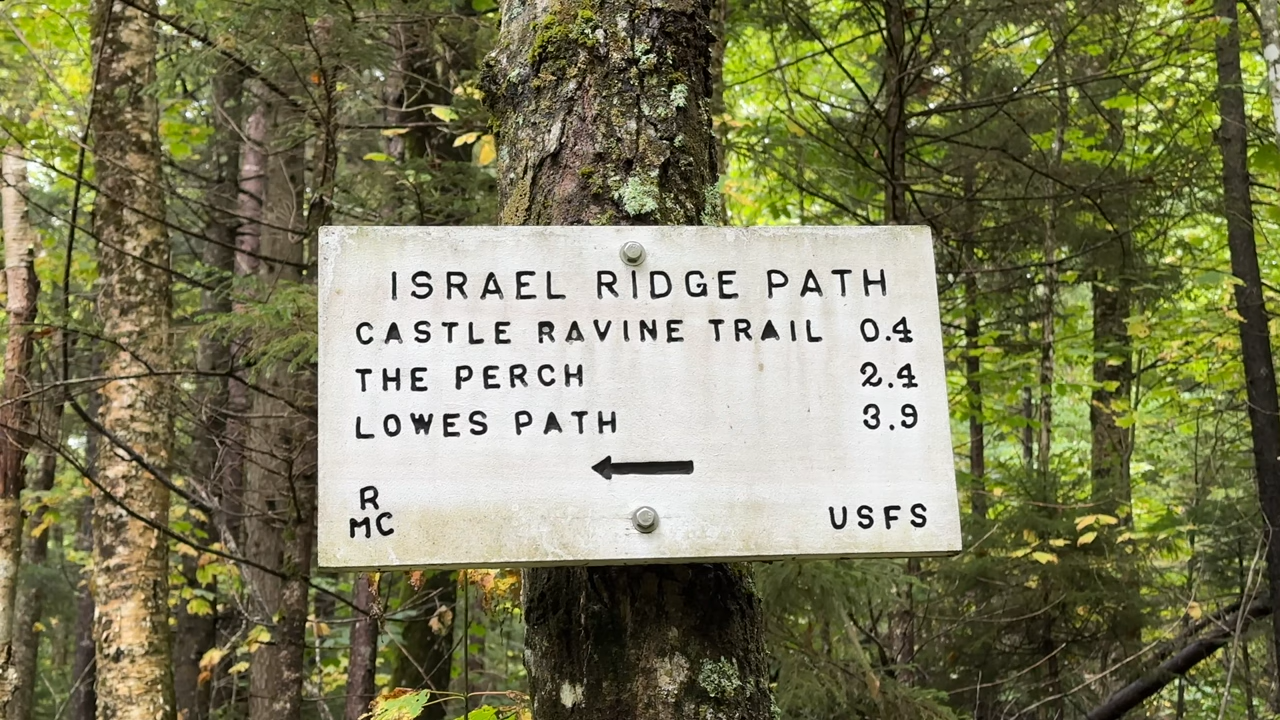 ISRAEL RIDGE PATH
CASTLE RAVINE TRAIL 0.4
THE PERCH 2.4
LOWES PATH 3.9
R
MC USFS